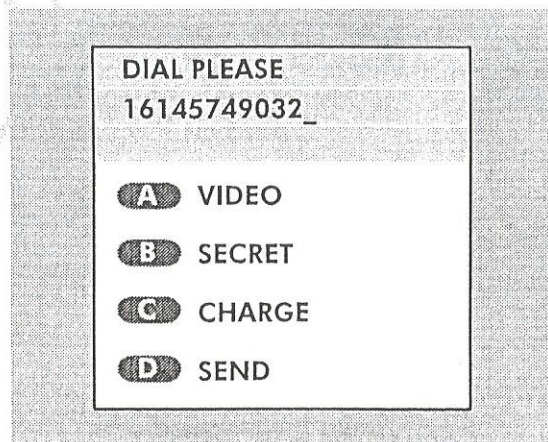 DIAL PLEASE
16145749032_
A VIDEO
B SECRET
C CHARGE
D SEND